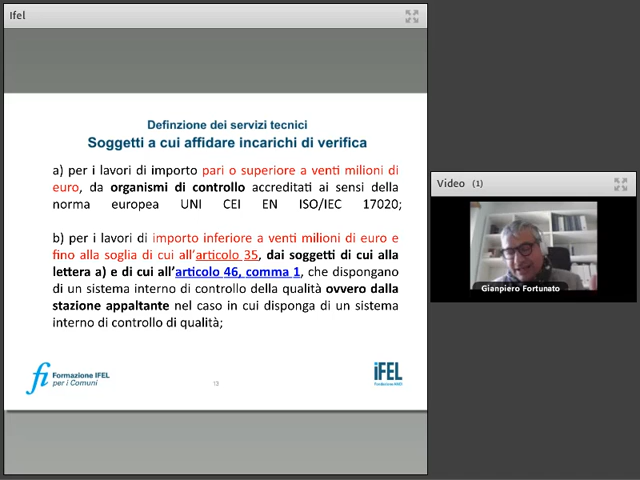 Ifel
Definzione dei servizi tecnici
Soggetti a cui affidare incarichi di verifica
a) per i lavori di importo pari o superiore a venti milioni di
euro, da organismi di controllo accreditati ai sensi della
norma europea UNI CEI EN ISO/IEC 17020;
b) per i lavori di importo inferiore a venti milioni di euro e
fino alla soglia di cui all'articolo 35, dai soggetti di cui alla
lettera a) e di cui all'articolo 46, comma 1, che dispongano
di un sistema interno di controllo della qualità ovvero dalla
stazione appaltante nel caso in cui disponga di un sistema
interno di controllo di qualità;
fi Formazione IFEL
per i Comuni
13
iFEL
Fondazione ANCI
Video (1)
Gianpiero Fortunato